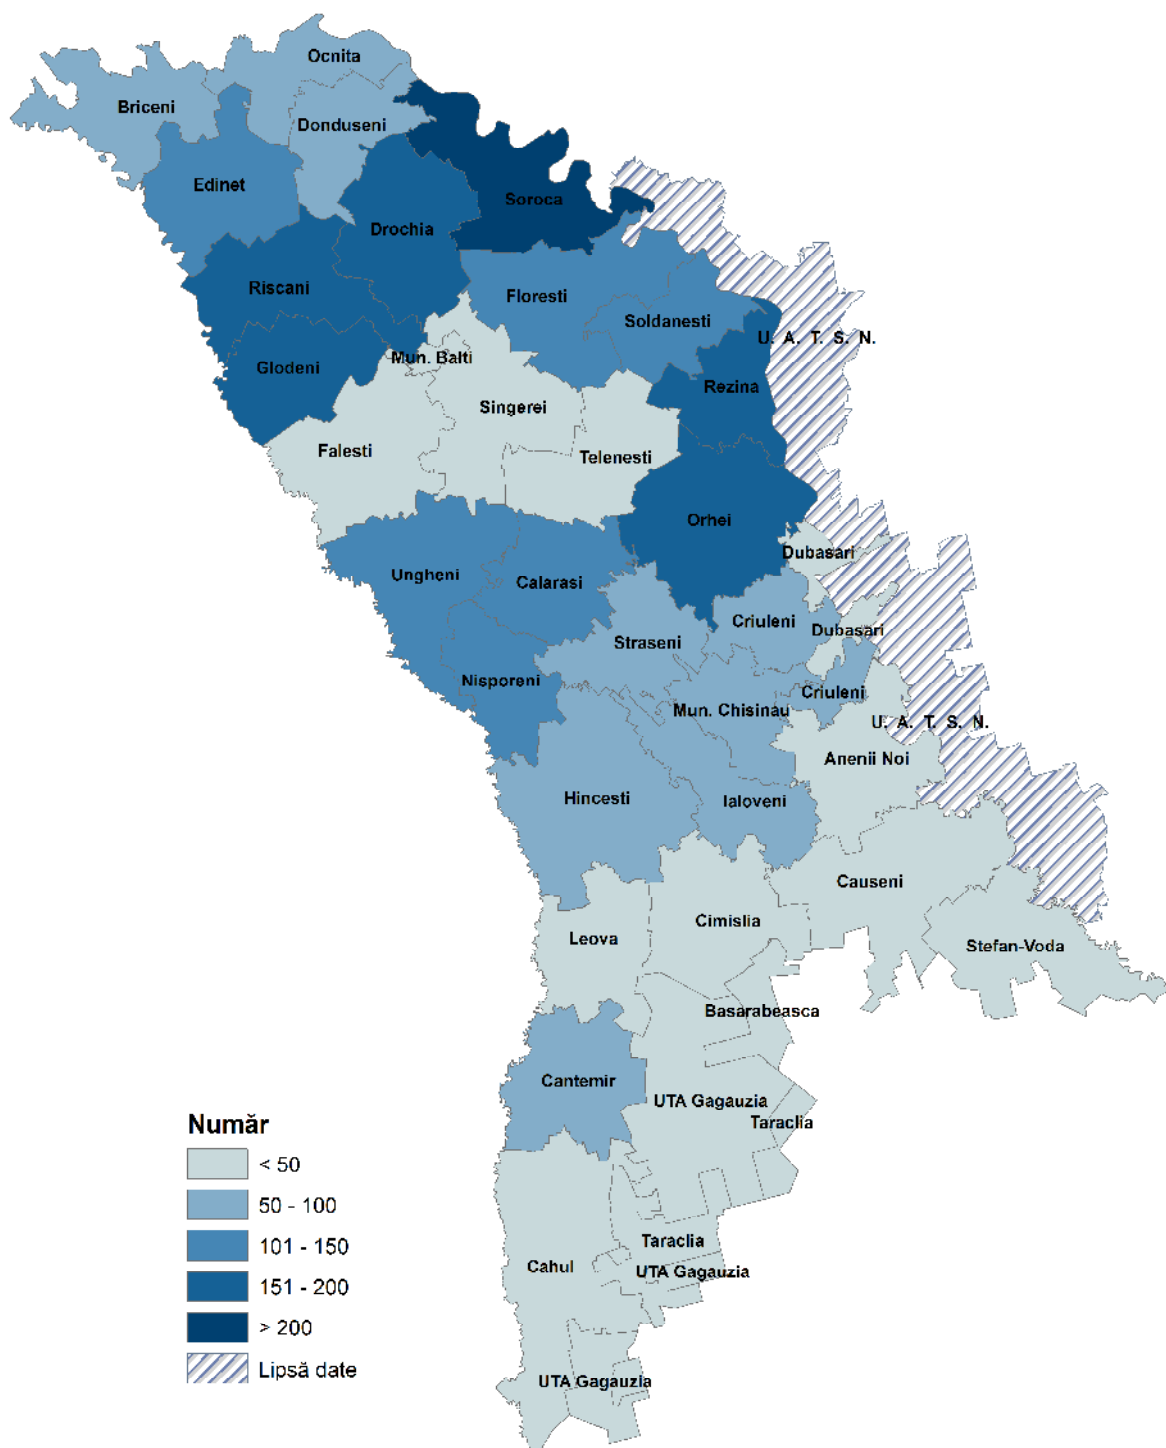 Ocnita
Briceni
Donduseni
Edinet
Soroca
Drochia
Riscani
Floresti
Soldanesti
U. A. T. S. N.
Mun. Balti
Glodeni
Rezina
Singerei
Falesti
Telenesti
Orhei
Dubasari
Ungheni
Calarasi
Criuleni
Dubasari
Straseni
Nisporeni
Criuleni
Mun. Chisinau
U. A. T. S. N.
Anenii Noi
Hincesti
Ialoveni
Causeni
Cimislia
Leova
Stefan-Voda
Basarabeasca
Cantemir
UTA Gagauzia
Taraclia
Taraclia
Cahul
UTA Gagauzia
UTA Gagauzia
Număr
< 50
50 - 100
101 - 150
151 - 200
> 200
Lipsă date